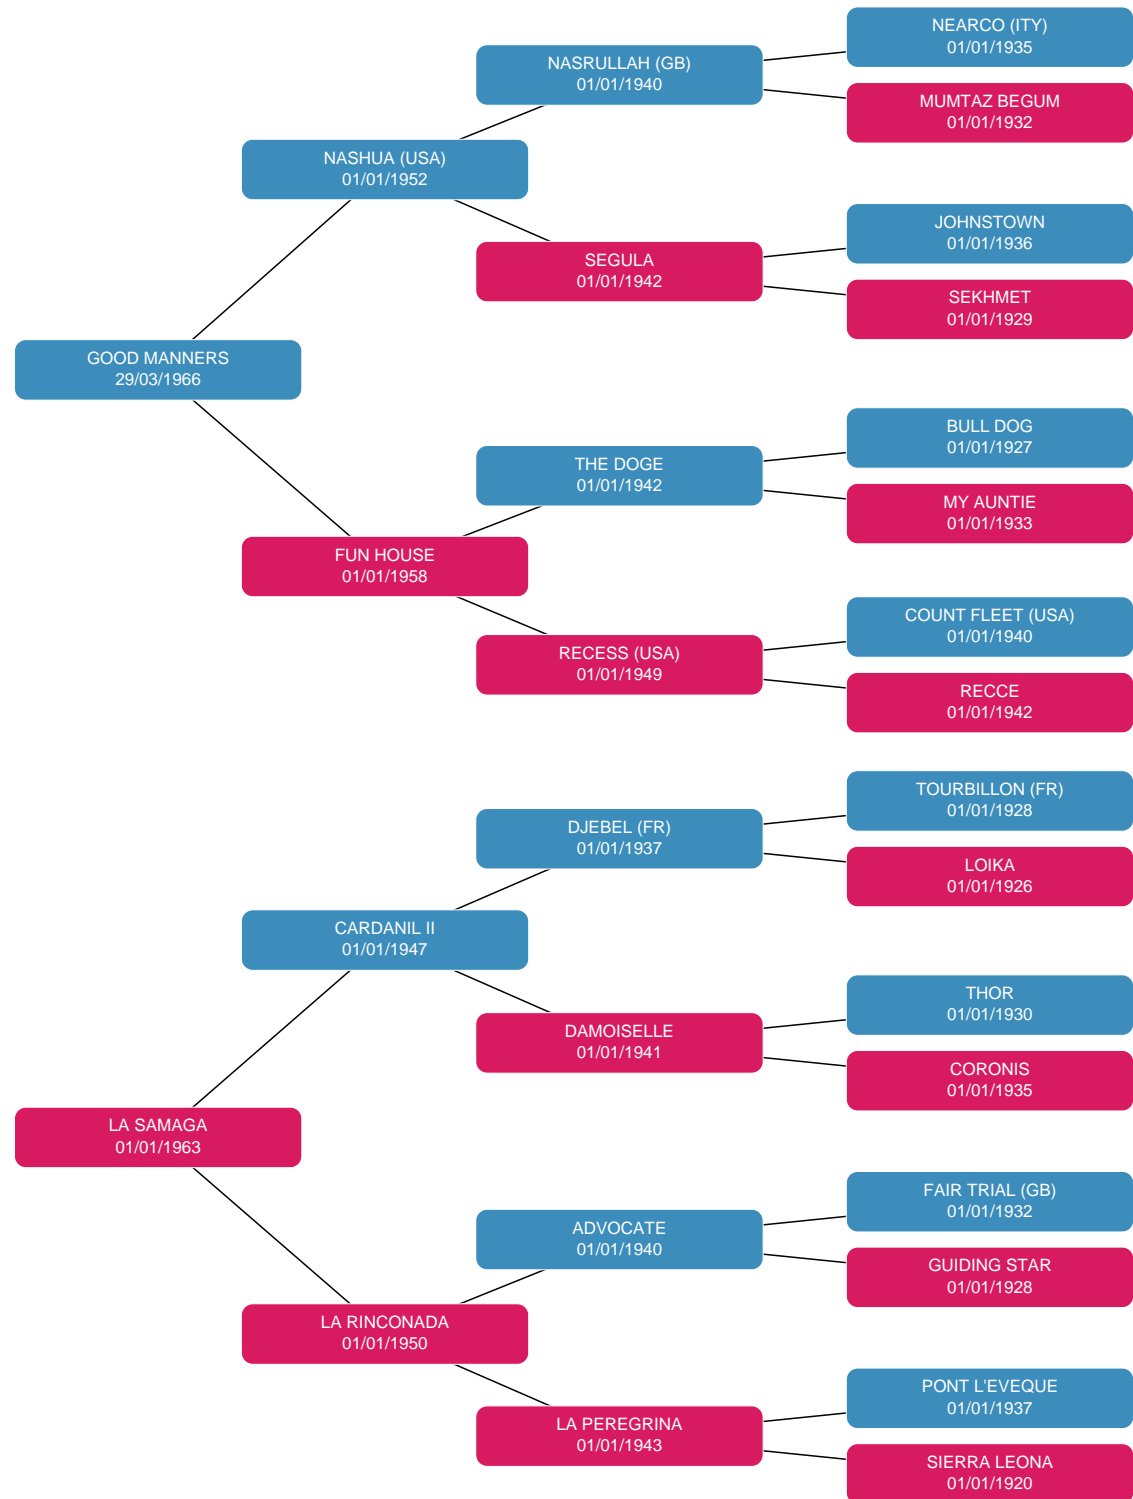 NEARCO (ITY)
01/01/1935
NASRULLAH (GB)
01/01/1940
MUMTAZ BEGUM
01/01/1932
NASHUA (USA)
01/01/1952
JOHNSTOWN
01/01/1936
SEGULA
01/01/1942
SEKHMET
01/01/1929
GOOD MANNERS
29/03/1966
BULL DOG
01/01/1927
THE DOGE
01/01/1942
MY AUNTIE
01/01/1933
FUN HOUSE
01/01/1958
COUNT FLEET (USA)
01/01/1940
RECESS (USA)
01/01/1949
RECCE
01/01/1942
TOURBILLON (FR)
01/01/1928
DJEBEL (FR)
01/01/1937
LOIKA
01/01/1926
CARDANIL II
01/01/1947
THOR
01/01/1930
DAMOISELLE
01/01/1941
CORONIS
01/01/1935
LA SAMAGA
01/01/1963
FAIR TRIAL (GB)
01/01/1932
ADVOCATE
01/01/1940
GUIDING STAR
01/01/1928
LA RINCONADA
01/01/1950
PONT L'EVEQUE
01/01/1937
LA PEREGRINA
01/01/1943
SIERRA LEONA
01/01/1920